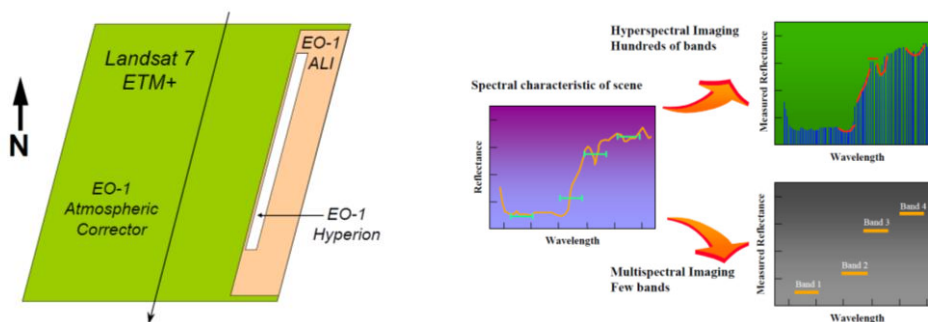 Landsat 7
ETM+
EO-1
ALI
N
EO-1
Atmospheric
Corrector
EO-1
Hyperion
Spectral characteristic of scene
Reflectance
Wavelength
Hyperspectral Imaging
Hundreds of bands
Measured Reflectance
Wavelength
Multispectral Imaging
Few bands
Measured Reflectance
Band 1
Band 2
Band 3
Band 4
Wavelength